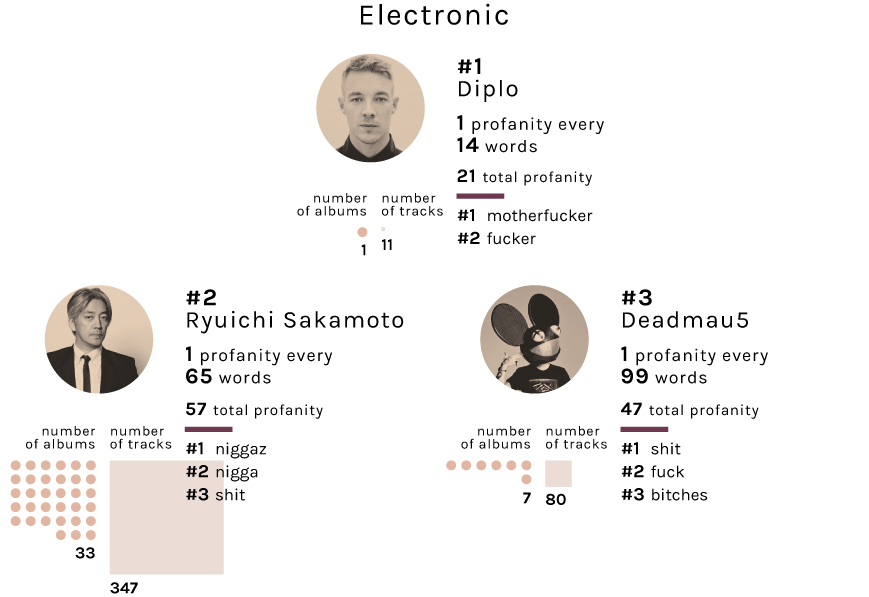 Electronic
#1
Diplo
1 profanity every
14 words
21 total profanity
number of albums
number of tracks
1
11
#1 motherfucker
#2 fucker
#2
Ryuichi Sakamoto
1 profanity every
65 words
57 total profanity
number of albums
number of tracks
#1 niggaz
#2 nigga
#3 shit
33
347
#3
Deadmau5
1 profanity every
99 words
47 total profanity
number of albums
number of tracks
#1 shit
#2 fuck
#3 bitches
7
80